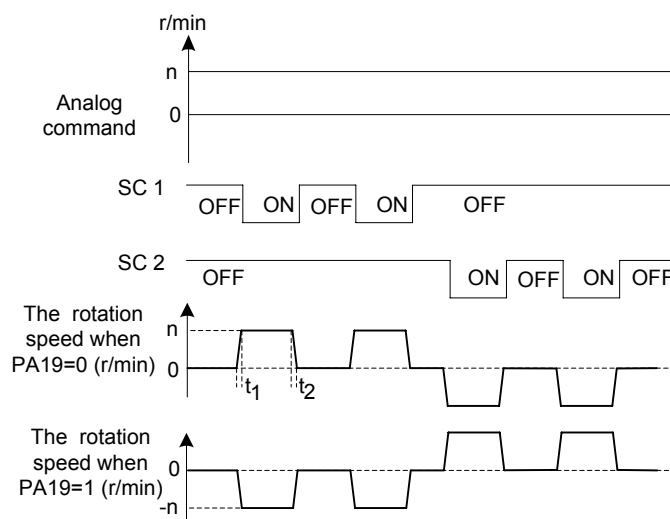 r/min
n
Analog
command
0
SC 1
OFF ON OFF ON OFF
SC 2
OFF ON OFF ON OFF
The rotation
speed when
PA19=0 (r/min)
n
0
t1 t2
The rotation
speed when
PA19=1 (r/min)
0
-n